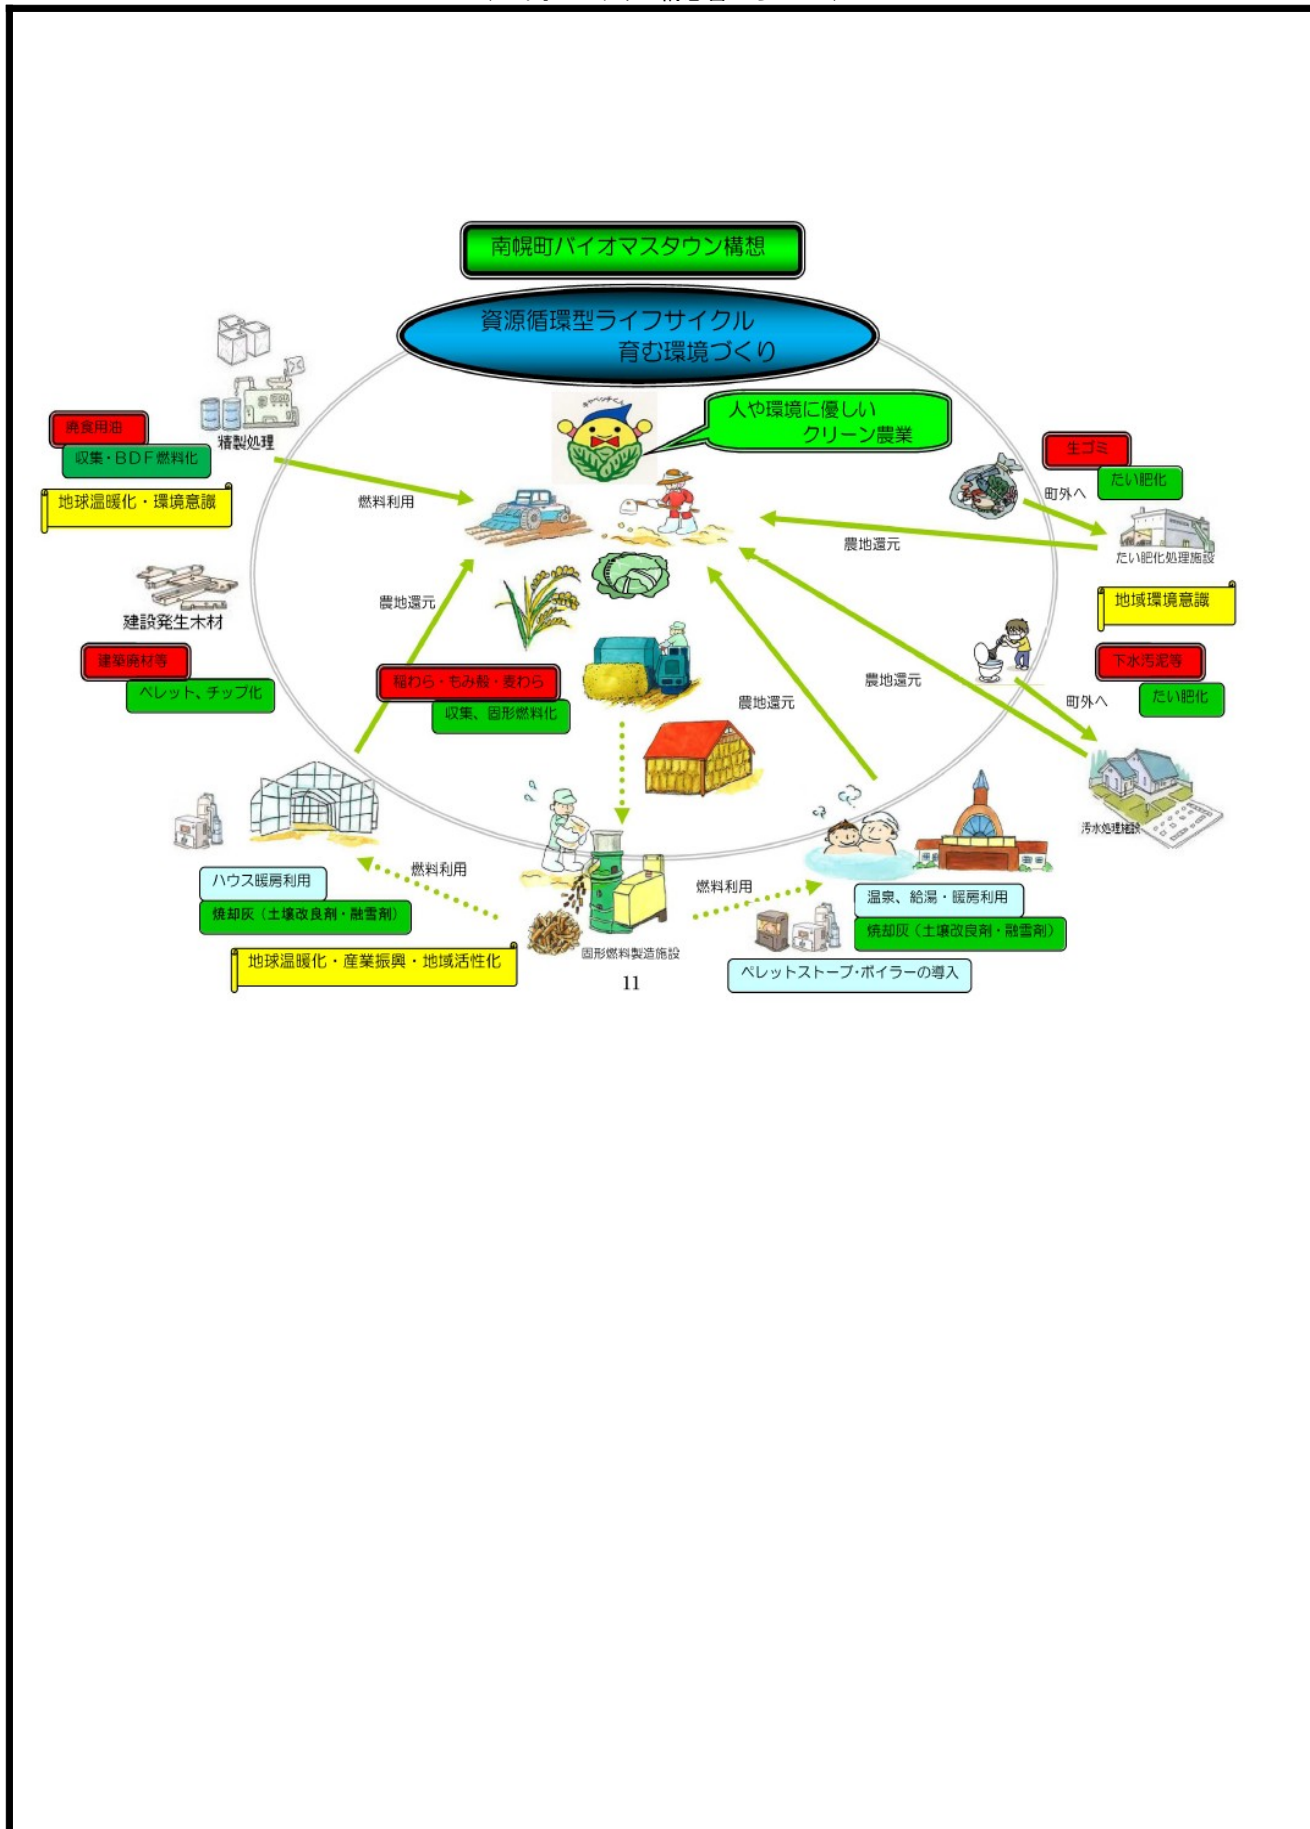 南幌町バイオマスタウン構想
資源循環型ライフサイクル
育む環境づくり
キャベッチくん
人や環境に優しい
クリーン農業
精製処理
廃食用油
収集・BDF燃料化
地球温暖化・環境意識
燃料利用
生ゴミ
たい肥化
町外へ
たい肥化処理施設
農地還元
地域環境意識
建設発生木材
建築廃材等
ペレット、チップ化
農地還元
稲わら・もみ殻・麦わら
収集、固形燃料化
農地還元
農地還元
下水汚泥等
たい肥化
町外へ
汚水処理施設
ハウス暖房利用
焼却灰（土壌改良剤・融雪剤）
燃料利用
地球温暖化・産業振興・地域活性化
固形燃料製造施設
燃料利用
温泉、給湯・暖房利用
焼却灰（土壌改良剤・融雪剤）
ペレットストーブ・ボイラーの導入
11